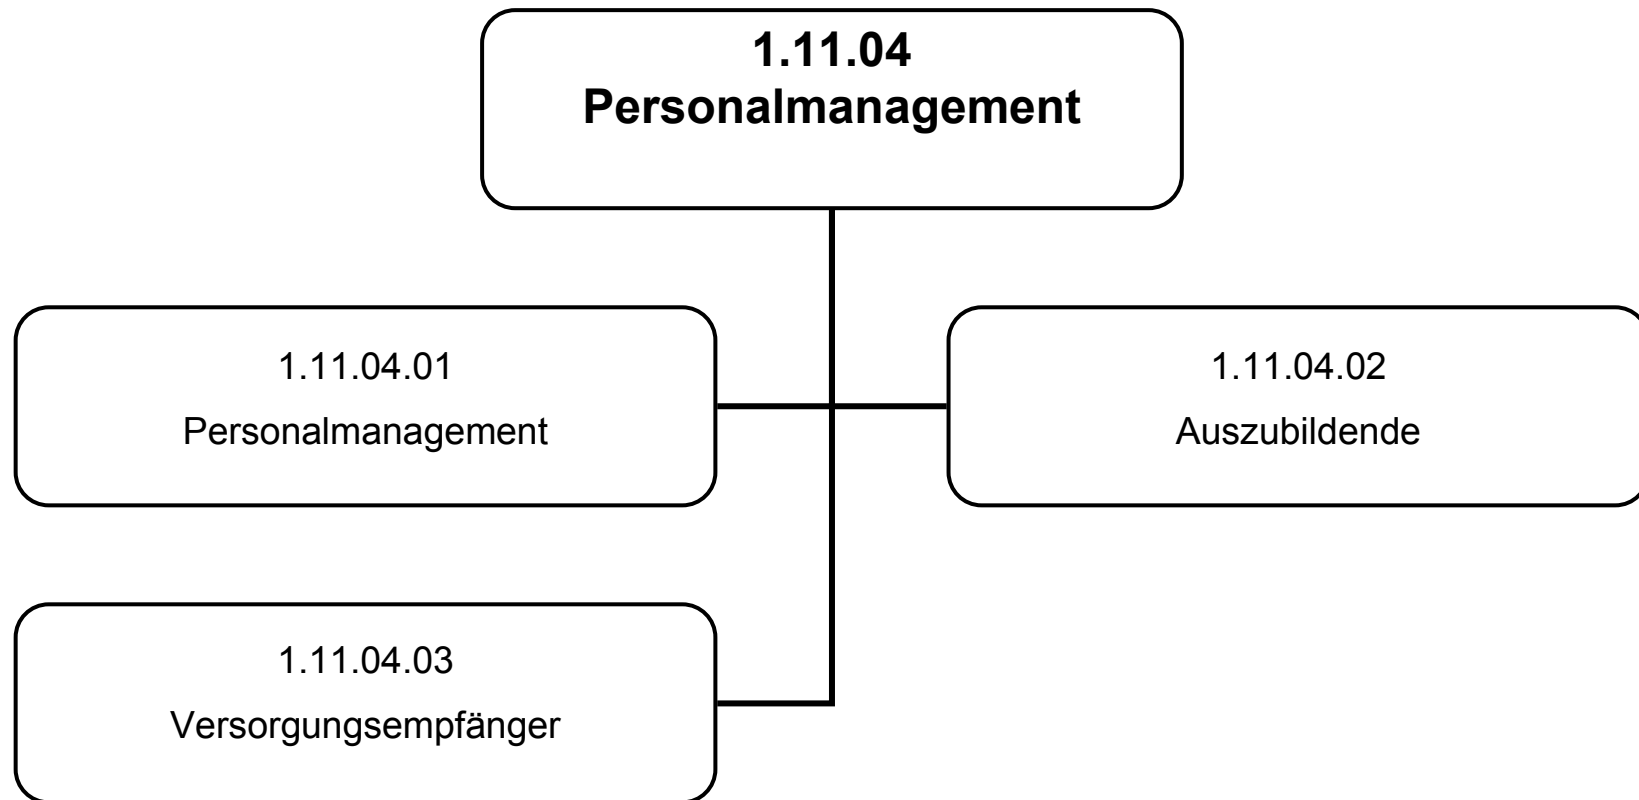 1.11.04
Personalmanagement
1.11.04.01
Personalmanagement
1.11.04.02
Auszubildende
1.11.04.03
Versorgungsempfänger